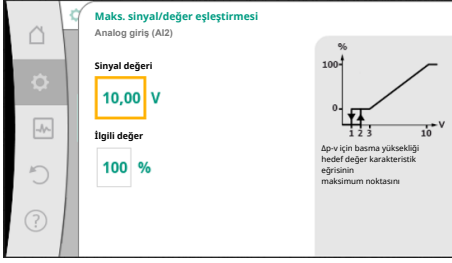 Maks. sinyal/değer eşleştirmesi
Analog giriş (AI2)
Sinyal değeri
10,00 V
İlgili değer
100 %
%
100
0
1 2 3 10
V
Δp-v için basma yüksekliği
hedef değer karakteristik
eğrisinin
maksimum noktasını
?